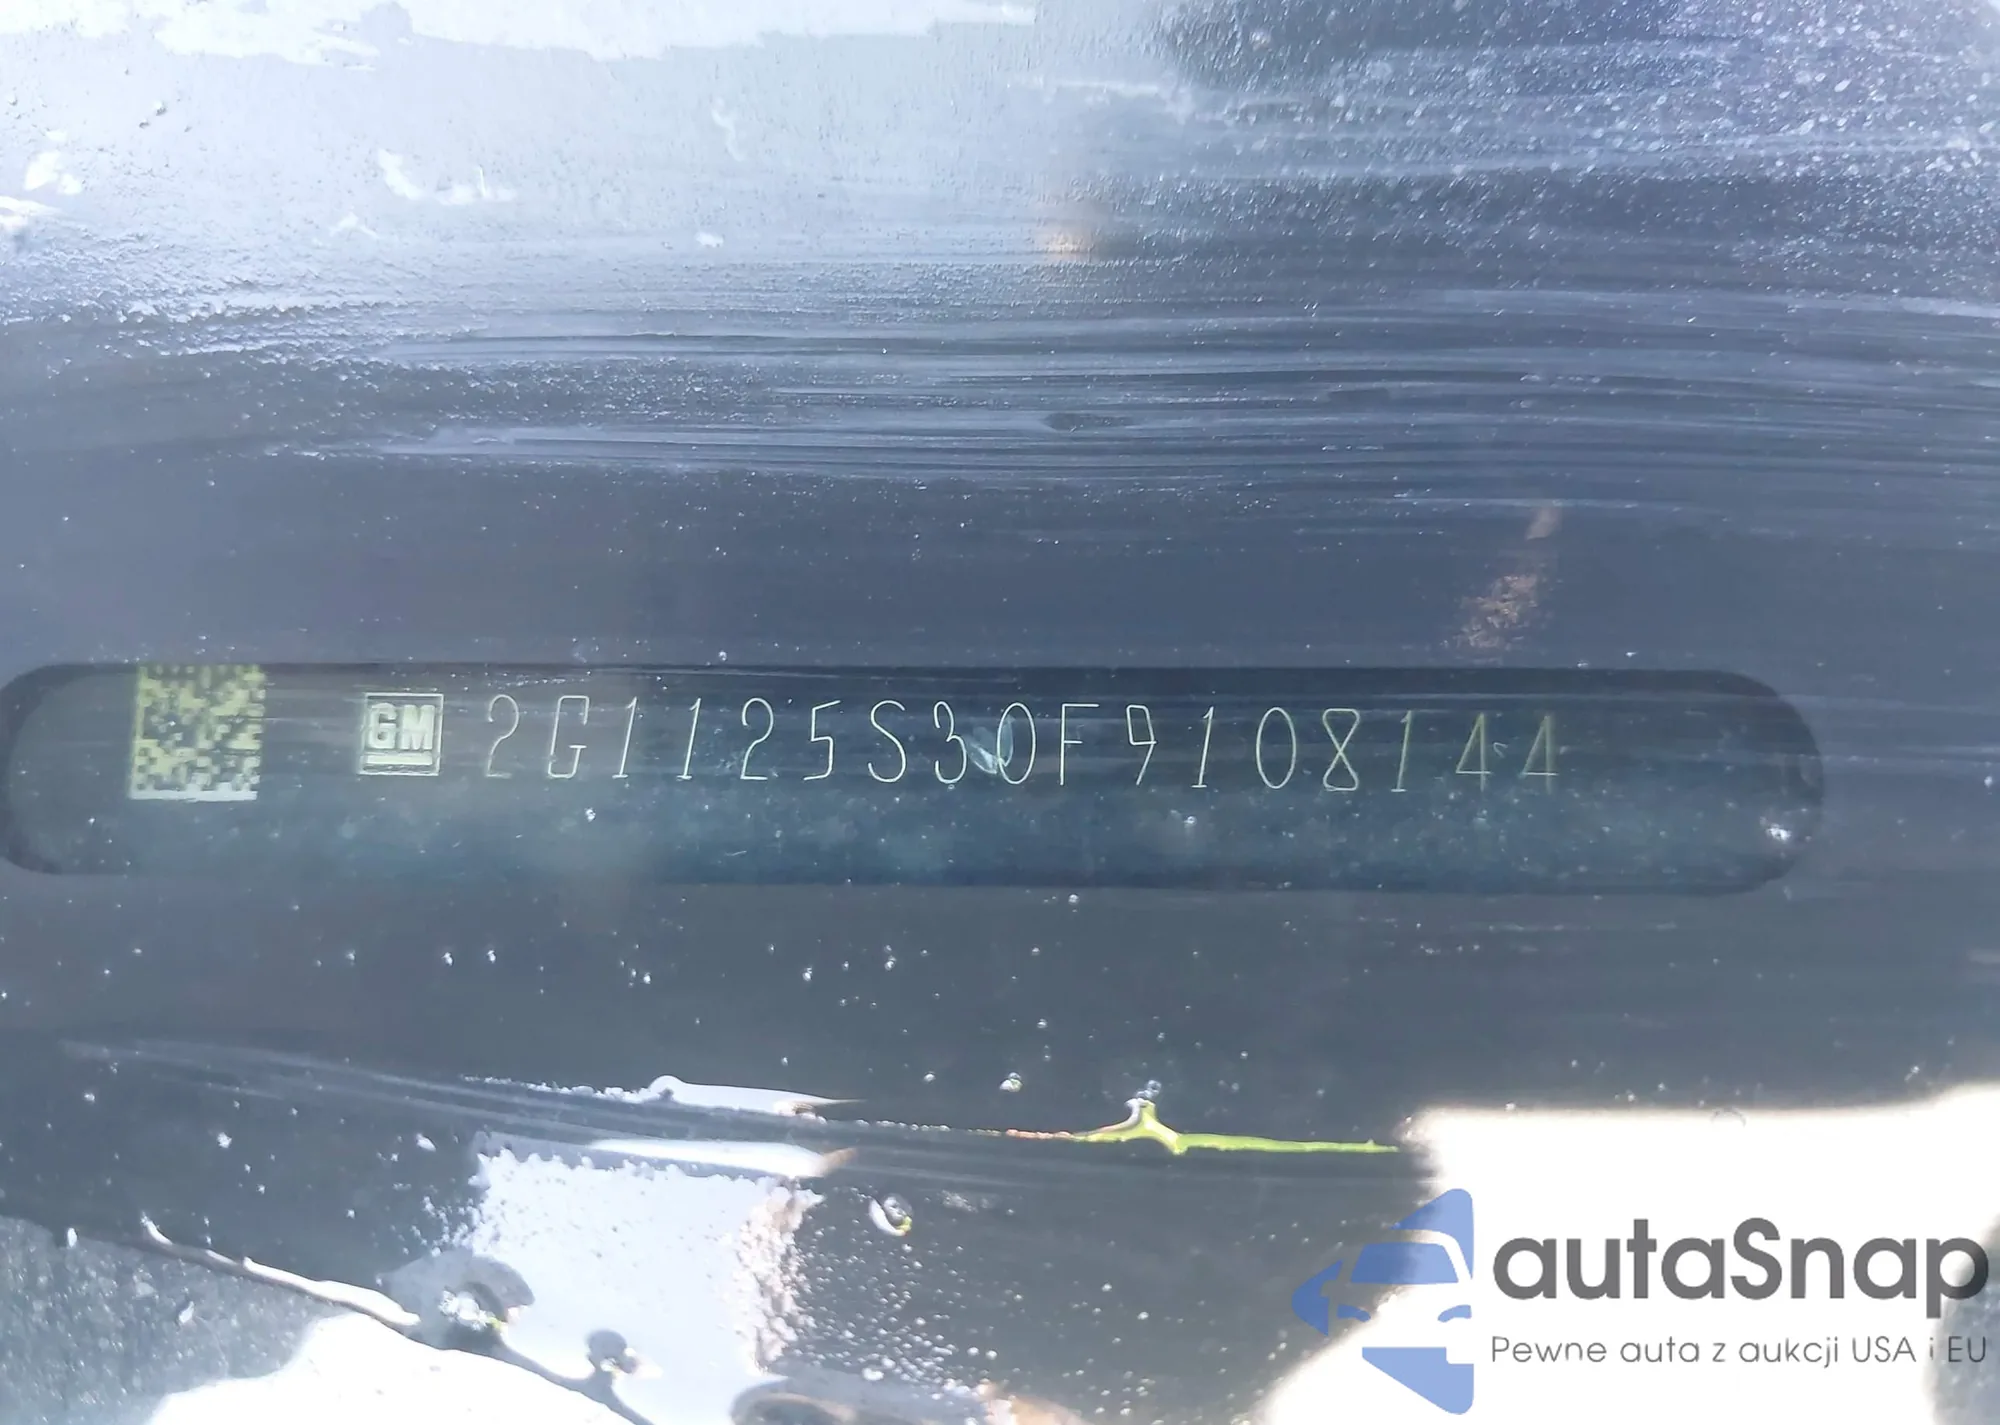 GM 2G1125S30F9108144
autaSnap
Pewne auta z aukcji USA i EU